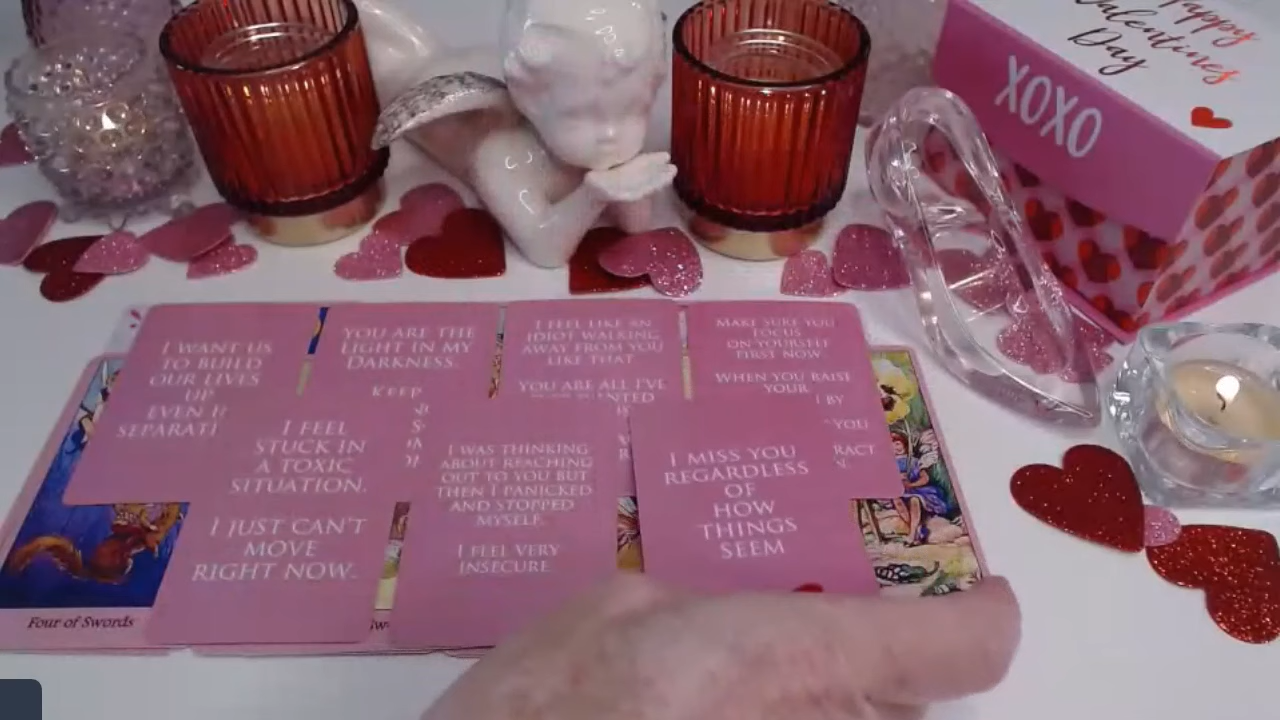 Happy
Valentines
Day
XOXO
I WANT US
TO BUILD
OUR LIVES
UP
EVEN I
SEPARATI
YOU ARE THE
LIGHT IN MY
DARKNESS.
KEEP
I FEEL LIKE AN
IDIOT WALKING
AWAY FROM YOU
LIKE THAT
YOU ARE ALL I'VE
MAKE SURE YOU
FOCUS
ON YOURSELF
FIRST NOW.
WHEN YOU RAISE
YOUR
BY
YOU
I FEEL
STUCK IN
A TOXIC
SITUATION.
I JUST CAN'T
MOVE
RIGHT NOW.
I WAS THINKING
ABOUT REACHING
OUT TO YOU BUT
THEN I PANICKED
AND STOPPED
MYSELF.
I FEEL VERY
INSECURE.
I MISS YOU
REGARDLESS
OF
HOW
THINGS
SEEM
Four of Swords